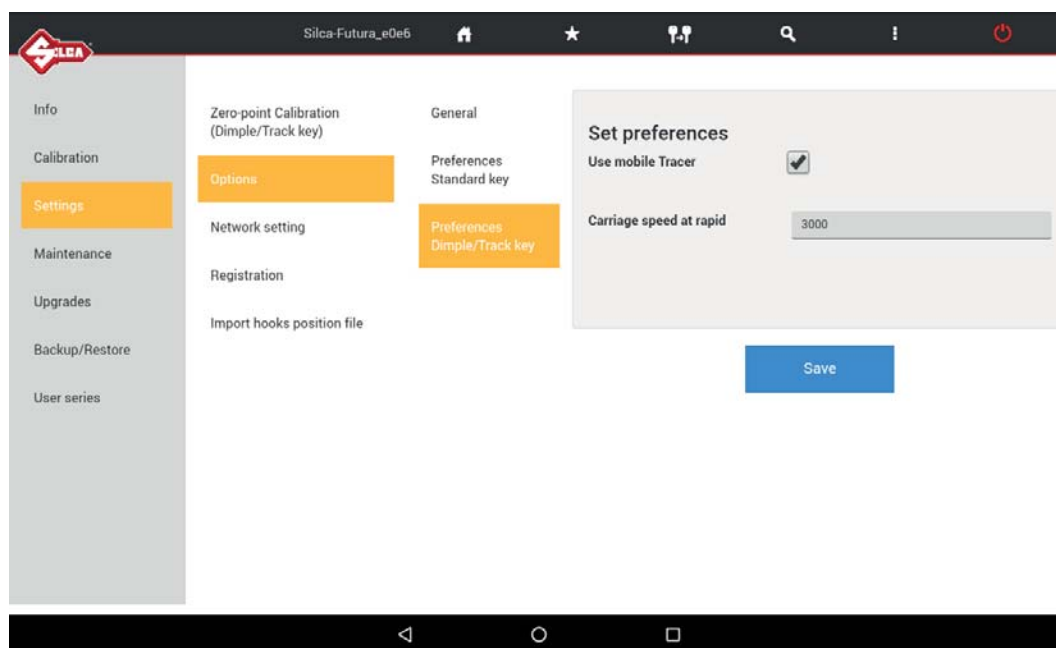 SILCA
Silca-Futura_e0e6
Info
Calibration
Settings
Maintenance
Upgrades
Backup/Restore
User series
Zero-point Calibration
(Dimple/Track key)
Options
Network setting
Registration
Import hooks position file
General
Preferences
Standard key
Preferences
Dimple/Track key
Set preferences
Use mobile Tracer
Carriage speed at rapid
3000
Save